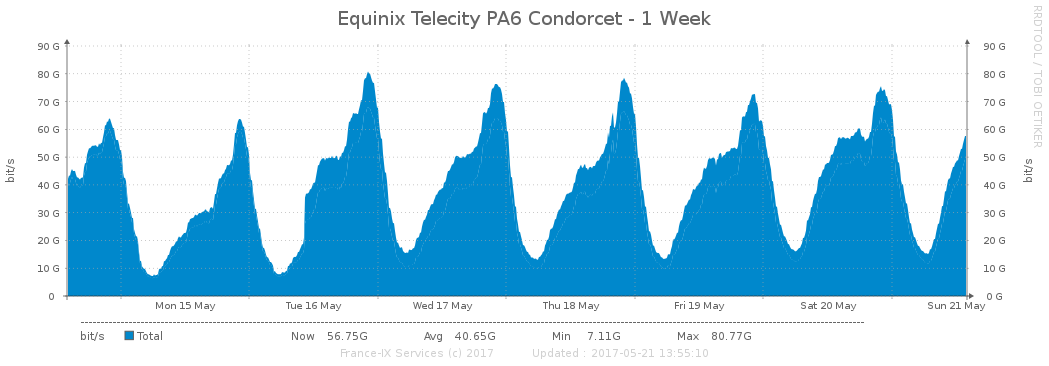 Equinix Telecity PA6 Condorcet - 1 Week
RRDTOOL / TOBI OETIKER
90 G 90 G
80 G 80 G
70 G 70 G
60 G 60 G
50 G 50 G
40 G 40 G
30 G 30 G
20 G 20 G
10 G 10 G
0 0 G
bit/s
bit/s
Mon 15 May Tue 16 May Wed 17 May Thu 18 May Fri 19 May Sat 20 May Sun 21 May
bit/s Total Now 56.75G Avg 40.65G Min 7.11G Max 80.77G
France-IX Services (c) 2017 Updated : 2017-05-21 13:55:10